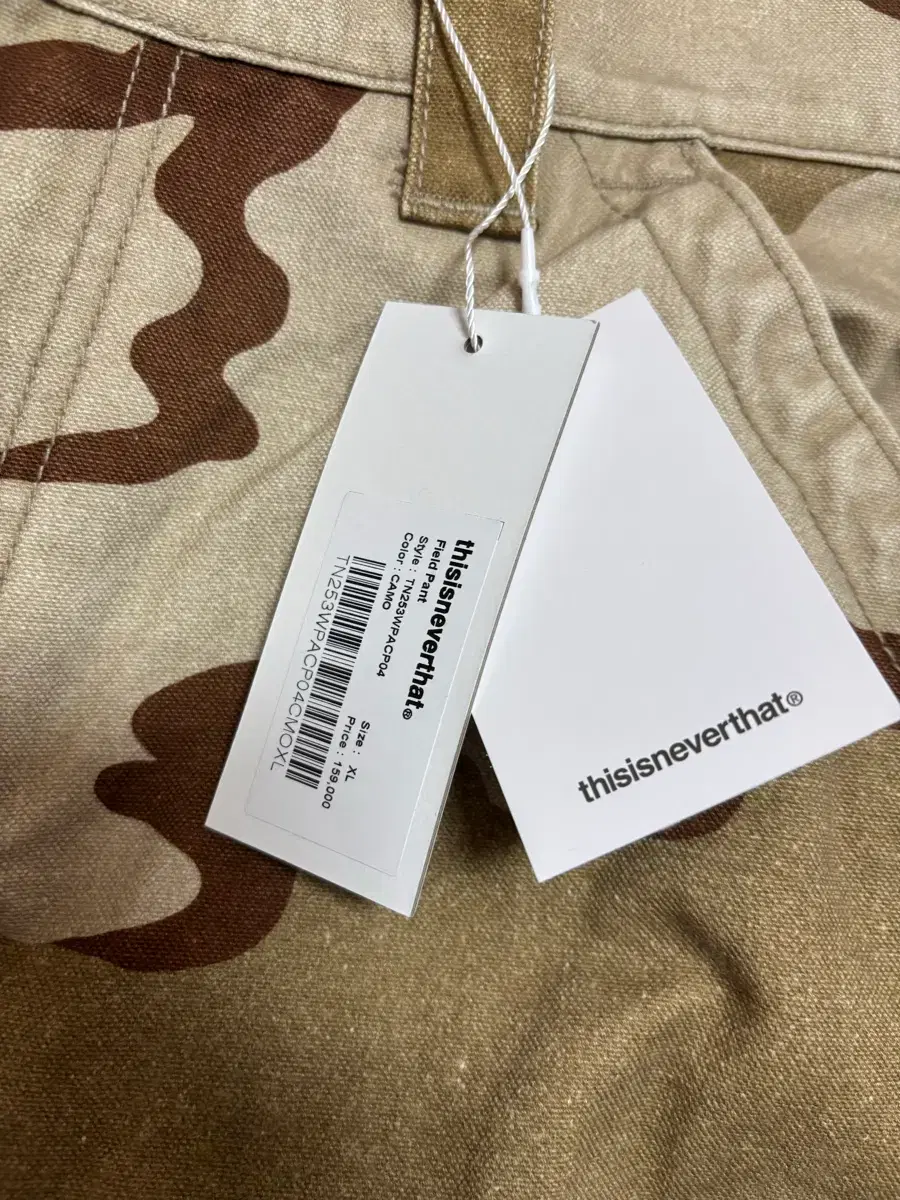 thisisneverthat®
Field Pant
Style : TN253WPACP04
Color : CAMO
Size : XL
Price : 159,000
TN253WPACP04CMOXL
thisisneverthat®